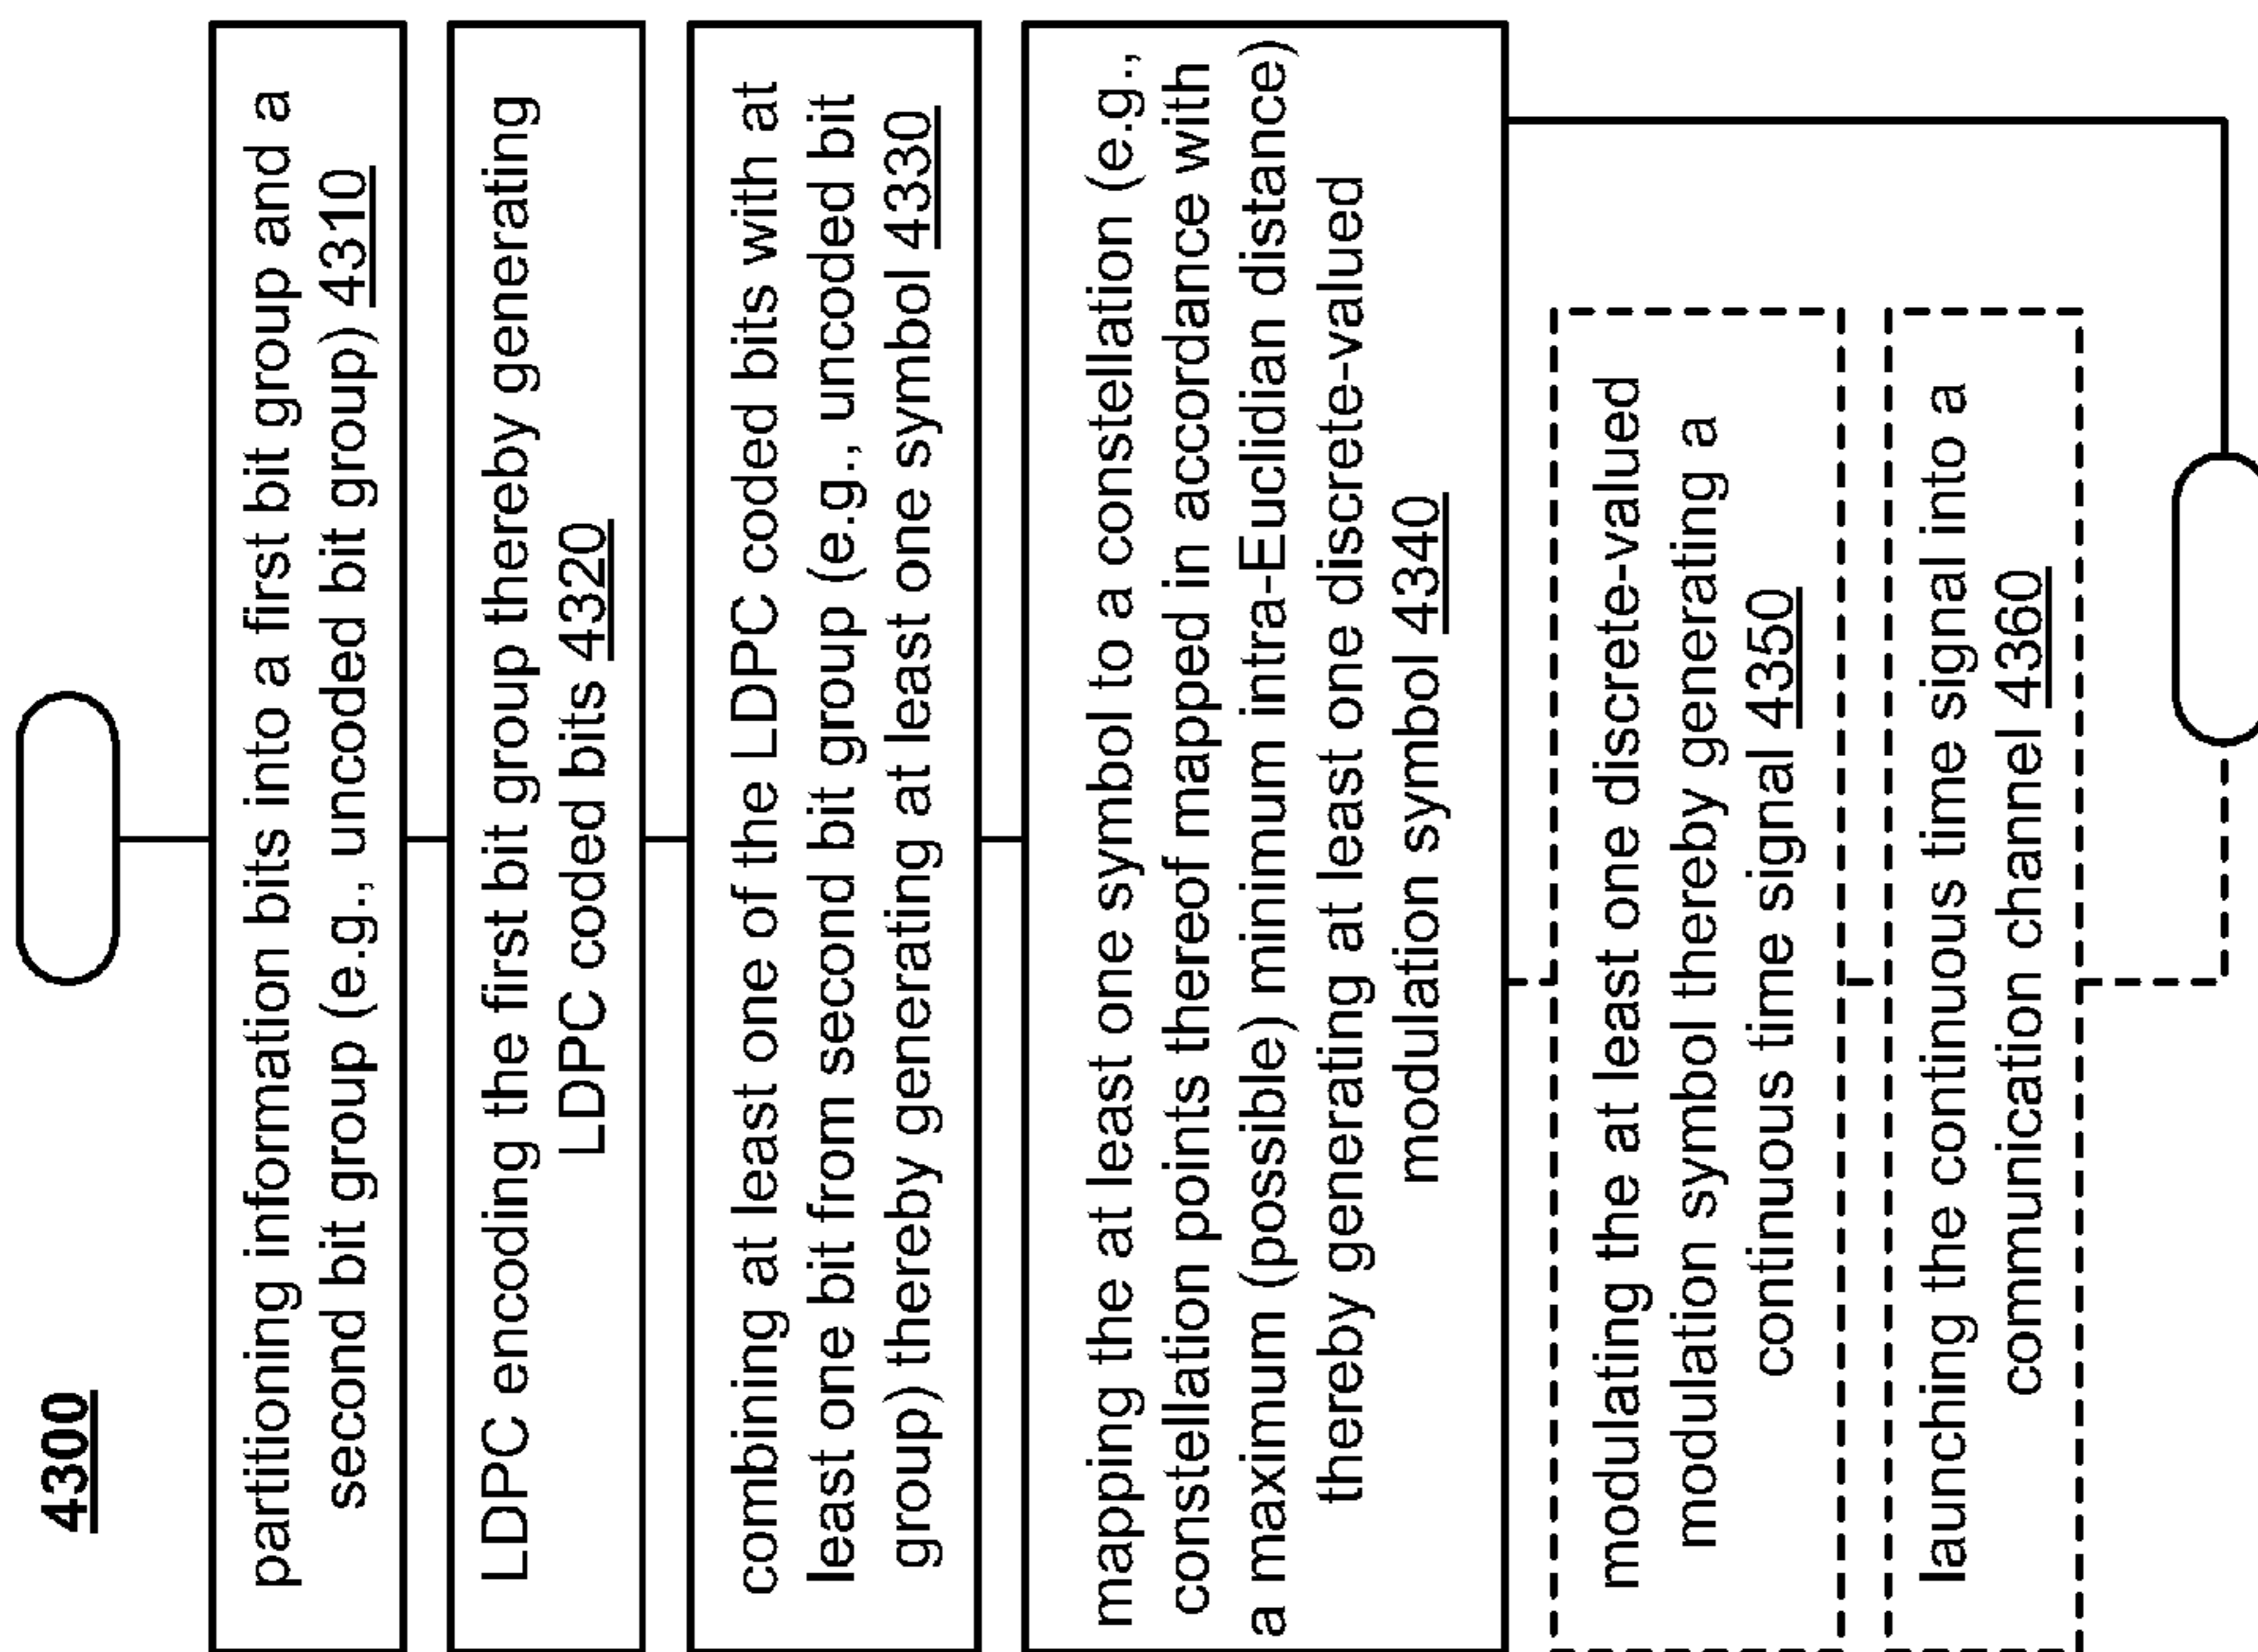 4300
partitioning information bits into a first bit group and a
second bit group (e.g., uncoded bit group) 4310
LDPC encoding the first bit group thereby generating
LDPC coded bits 4320
combining at least one of the LDPC coded bits with at
least one bit from second bit group (e.g., uncoded bit
group) thereby generating at least one symbol 4330
mapping the at least one symbol to a constellation (e.g.,
constellation points thereof mapped in accordance with
a maximum (possible) minimum intra-Euclidian distance)
thereby generating at least one discrete-valued
modulation symbol 4340
modulating the at least one discrete-valued
modulation symbol thereby generating a
continuous time signal 4350
launching the continuous time signal into a
communication channel 4360